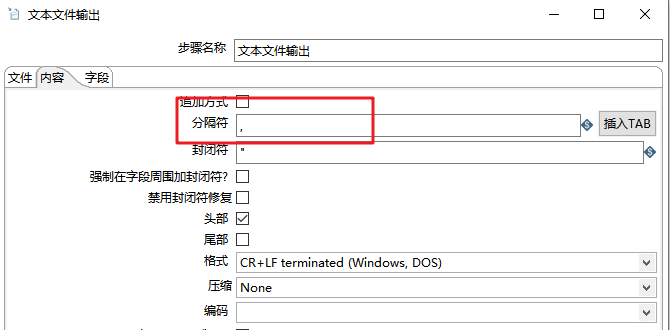 文本文件输出
步骤名称 文本文件输出
文件 内容 字段
追加方式
分隔符 , 插入TAB
封闭符 "
强制在字段周围加封闭符?
禁用封闭符修复
头部
尾部
格式 CR+LF terminated (Windows, DOS)
压缩 None
编码